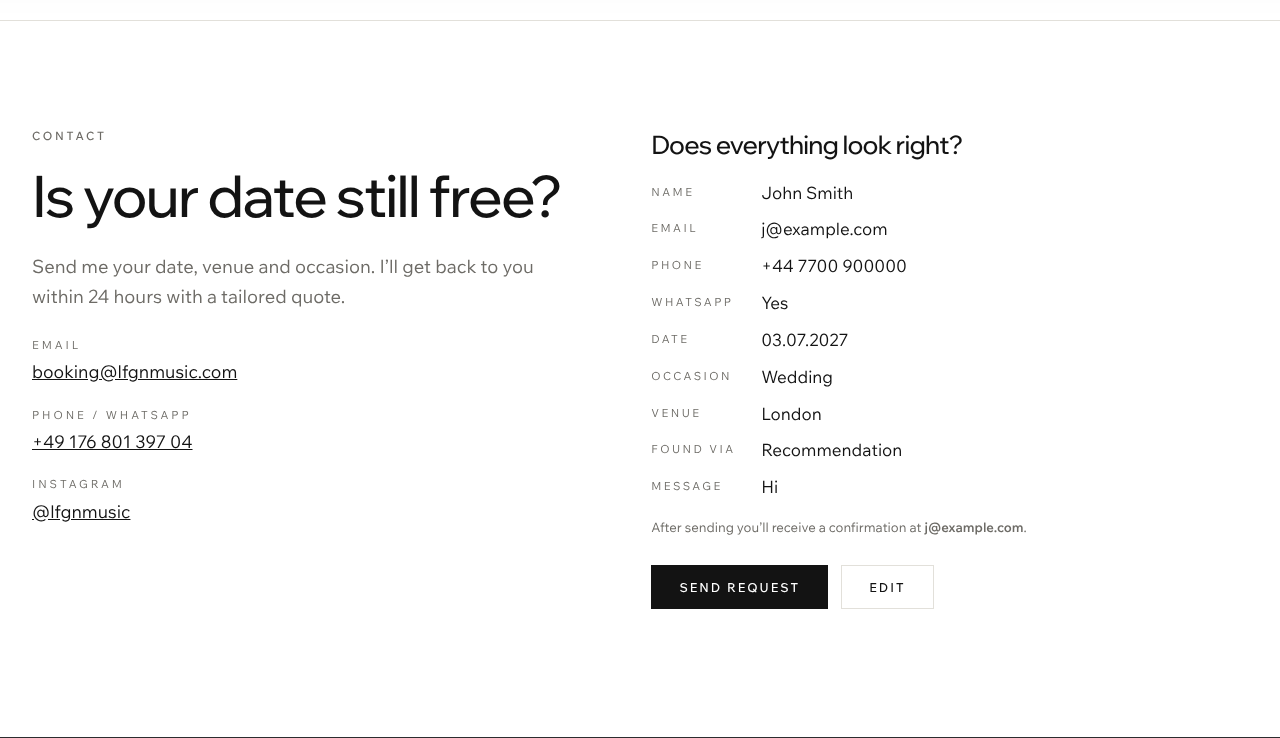 CONTACT
Is your date still free?
Send me your date, venue and occasion. I’ll get back to you
within 24 hours with a tailored quote.
EMAIL
booking@lfgnmusic.com
PHONE / WHATSAPP
+49 176 801 397 04
INSTAGRAM
@lfgnmusic
Does everything look right?
NAME John Smith
EMAIL j@example.com
PHONE +44 7700 900000
WHATSAPP Yes
DATE 03.07.2027
OCCASION Wedding
VENUE London
FOUND VIA Recommendation
MESSAGE Hi
After sending you’ll receive a confirmation at j@example.com.
SEND REQUEST EDIT